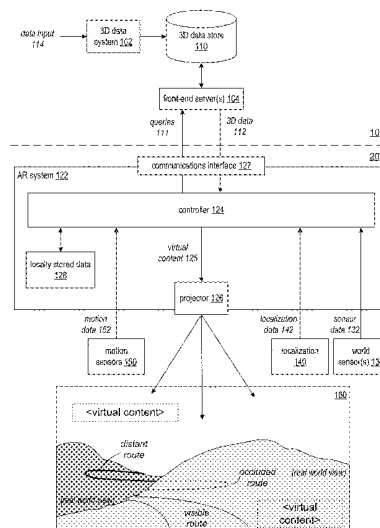 data input
114
3D data
system 102
3D data store
110
front-end server(s) 104
queries
111
3D data
112
10
20
communications interface 127
AR system 122
controller 124
locally stored data
128
virtual
content 125
projector 126
motion
data 152
localization
data 142
sensor
data 132
motion
sensors 150
localization
world
160
<virtual content>
distant
route
occluded
route
(real world view)
visible
route
<virtual
content>